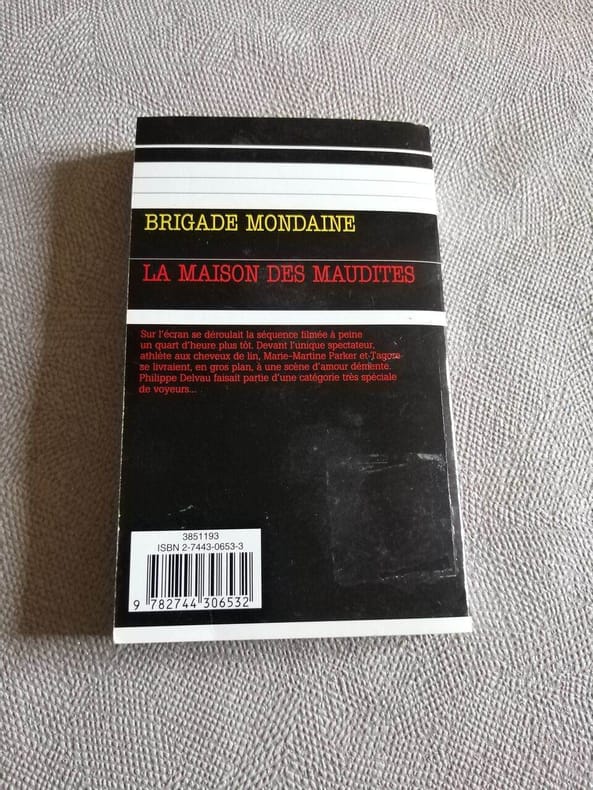 BRIGADE MONDAINE
LA MAISON DES MAUDITES
Sur l'écran se déroulait la séquence filmée à peine
un quart d'heure plus tôt. Devant l'unique spectateur,
athlète aux cheveux de lin, Marie-Martine Parker et Tagore
se livraient, en gros plan, à une scène d'amour démente.
Philippe Delvau faisait partie d'une catégorie très spéciale
de voyeurs...
3851193
ISBN 2-7443-0653-3
9 782744 306532